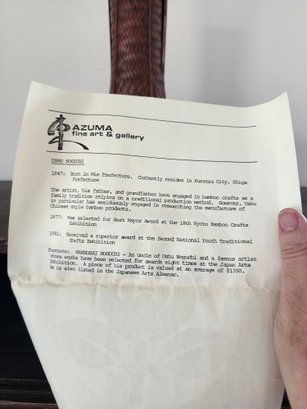 AZUMA
fine art & gallery
USHU NOGUCHI
1947: Born in Mie Prefecture. Currently resides in Kusatsu City, Shiga
Prefecture
The artist, his father, and grandfather have engaged in bamboo crafts as a
family tradition relying on a traditional production method. However, Ushu
in particular has assiduously engaged in researching the manufacture of
Chinese style bamboo products.
1977: Was selected for Best Mayor Award at the 18th Kyoto Bamboo Crafts
Exhibition
1981: Received a superior award at the Second National Youth Traditional
Crafts Exhibition
Footnote: NOGUCHI - An uncle of Ushu Noguchi and a famous artist
whose works have been selected for awards eight times at the Japan Arts
Exhibition. A piece of his product is valued at an average of $1300.
He is also listed in the Japanese Arts Almanac.